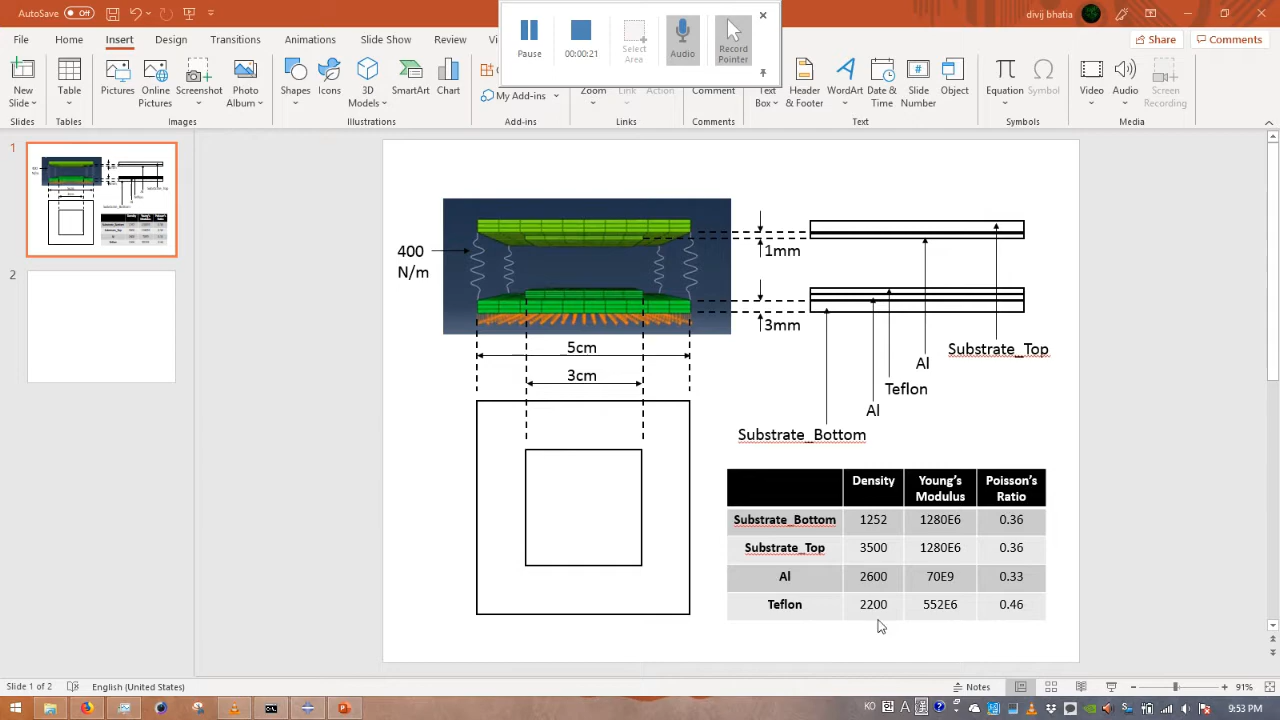 AutoSave Off
divij bhatia
File
Home
Insert
Design
Transitions
Animations
Slide Show
Review
Share
Comments
Pause
00:00:21
Select
Area
Audio
Record
Pointer
New
Slide
Table
Pictures
Online
Pictures
Screenshot
Photo
Album
Shapes
Icons
3D
Models
SmartArt
Chart
My Add-ins
Zoom
Link
Action
Comment
Text
Box
Header
& Footer
WordArt
Date &
Time
Slide
Number
Object
Equation
Symbol
Video
Audio
Screen
Recording
Slides
Tables
Images
Illustrations
Add-ins
Links
Comments
Text
Symbols
Media
1
2
400
N/m
1mm
3mm
5cm
3cm
Substrate_Top
Al
Teflon
Al
Substrate_Bottom
Density Young's Modulus Poisson's Ratio
Substrate_Bottom 1252 1280E6 0.36
Substrate_Top 3500 1280E6 0.36
Al 2600 70E9 0.33
Teflon 2200 552E6 0.46
Slide 1 of 2
English (United States)
Notes
91%
KO
9:53 PM